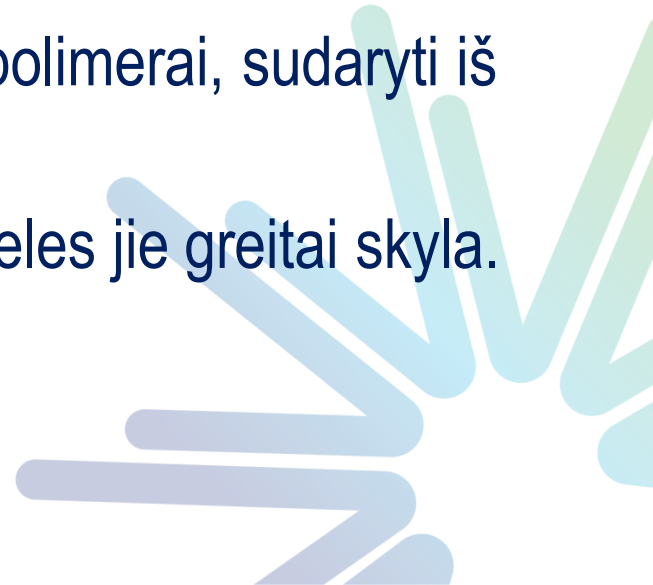 polimerai, sudaryti iš
eles jie greitai skyla.